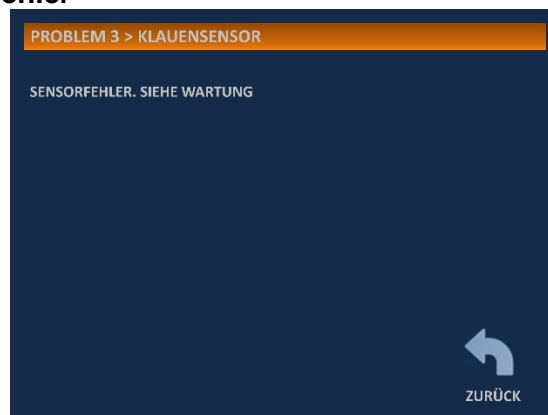 PROBLEM 3 > KLAUENSENSOR
SENSORFEHLER. SIEHE WARTUNG
ZURÜCK